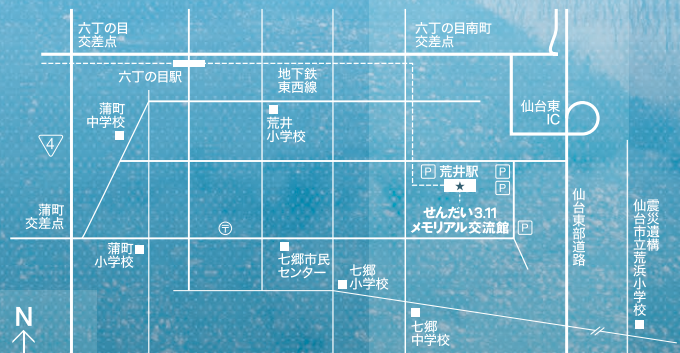 六丁の目
交差点
六丁の目南町
交差点
六丁の目駅
地下鉄
東西線
蒲町
中学校
荒井
小学校
仙台東
IC
4
P
荒井駅
P
P
せんだい3.11
メモリアル交流館
P
蒲町
交差点
〒
蒲町
小学校
七郷市民
センター
七郷
小学校
七郷
中学校
仙台東部道路
震災遺構
仙台市立荒浜小学校
N